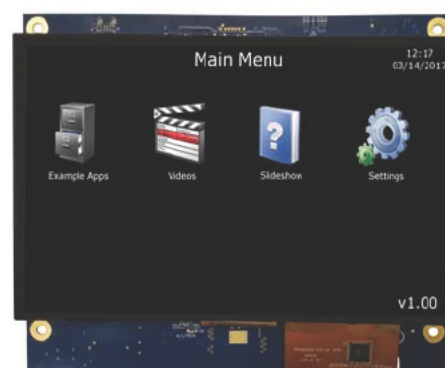 Main Menu
12:17
03/14/2017
?
Example Apps
Videos
Slideshow
Settings
v1.00